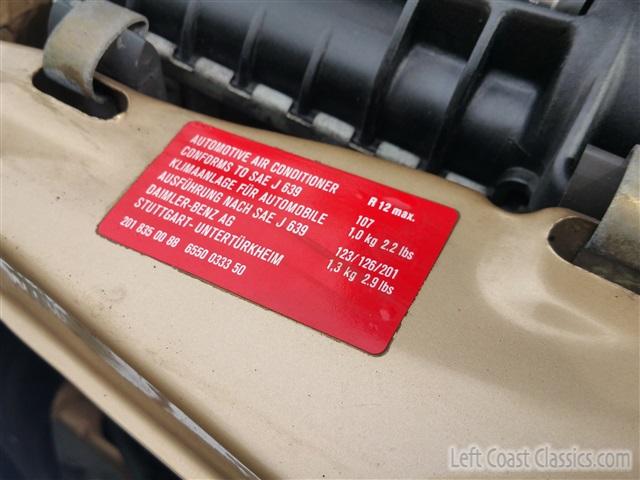 AUTOMOTIVE AIR CONDITIONER
CONFORMS TO SAE J 639
KLIMAANLAGE FÜR AUTOMOBILE
AUSFÜHRUNG NACH SAE J 639
DAIMLER-BENZ AG
STUTTGART- UNTERTÜRKHEIM
201 835 00 68 6550 0333 50
R 12 max.
107
1,0 kg 2.2 lbs
123/126/201
1,3 kg 2.9 lbs
Left Coast Classics.com